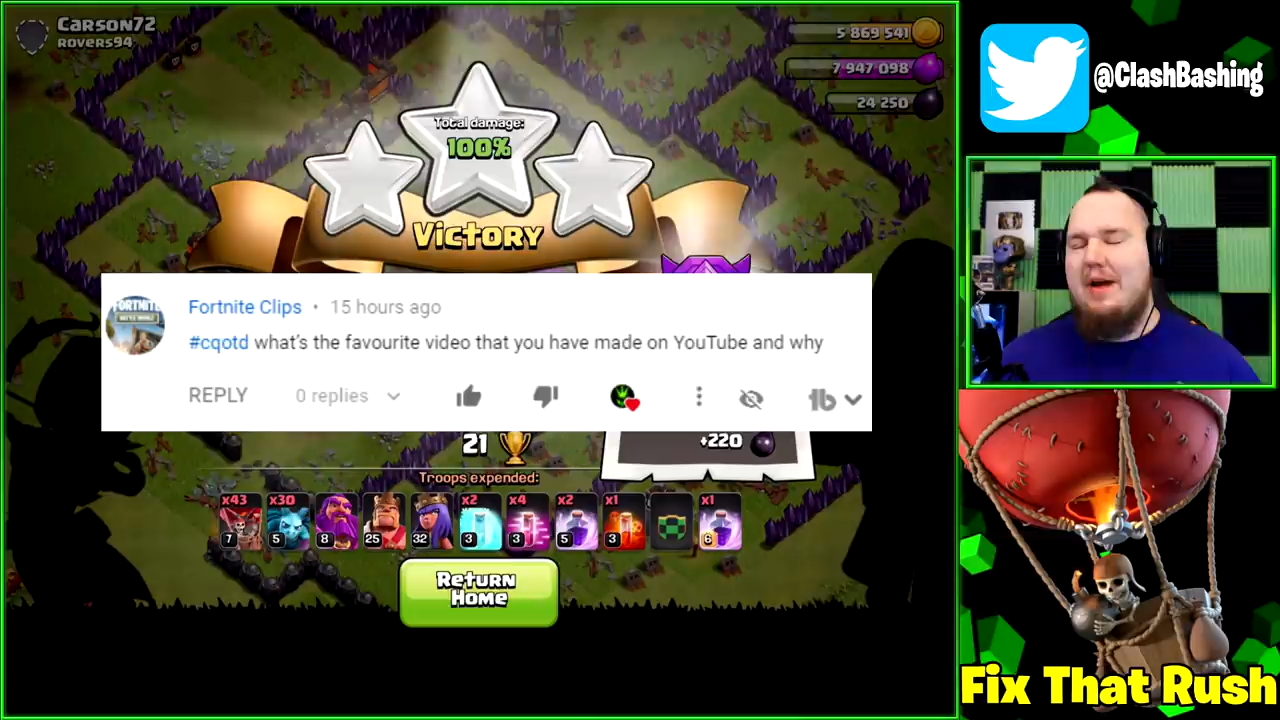 Carson72
rovers94
5 869 541
7 947 098
24 250
@ClashBashing
Total damage:
100%
Victory
FORTNITE
Fortnite Clips • 15 hours ago
#cqotd what's the favourite video that you have made on YouTube and why
REPLY 0 replies
21
+220
Troops expended:
x43 x30 x2 x4 x2 x1 x1
7 5 8 25 32 3 3 5 3 6
Return
Home
Fix That Rush